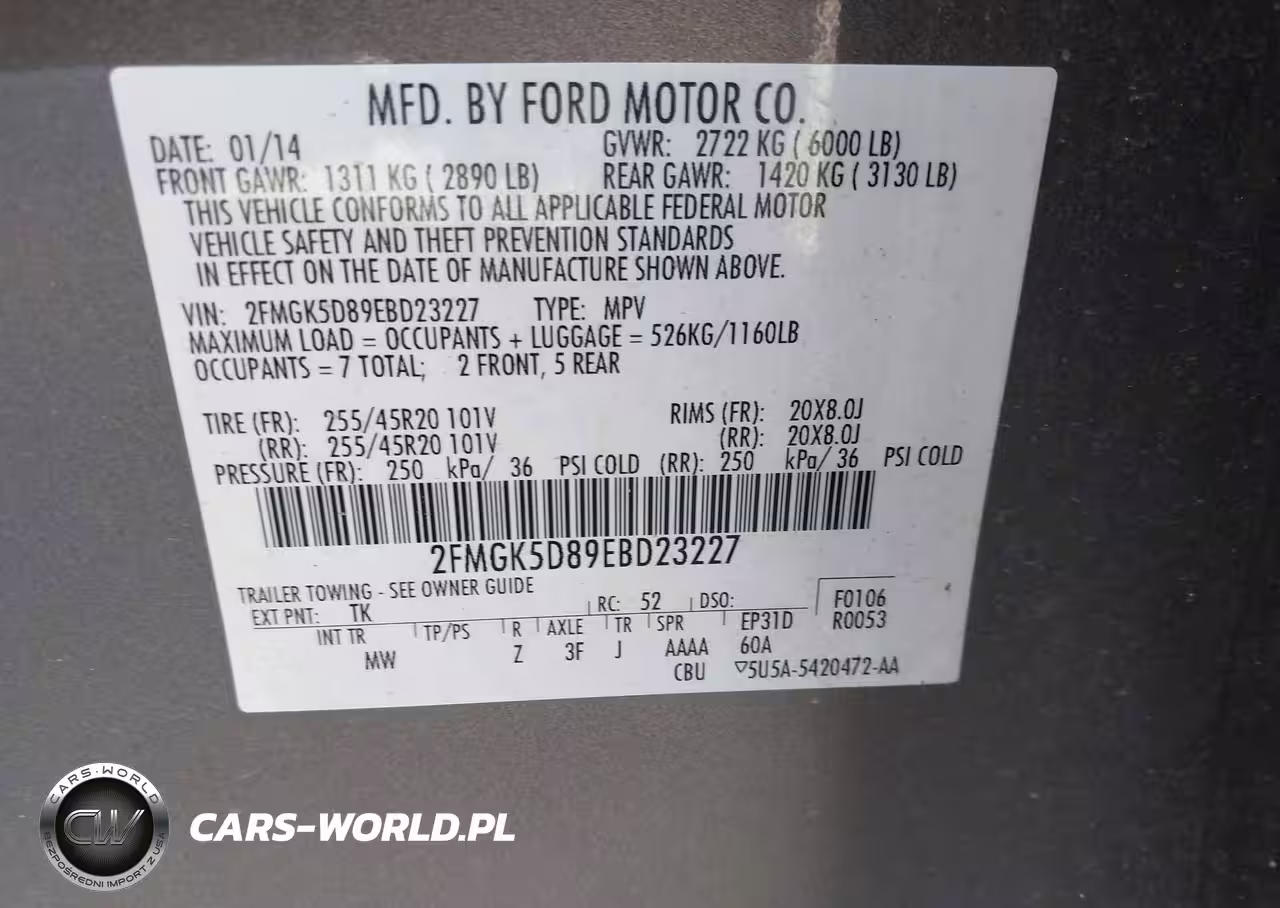 MFD. BY FORD MOTOR CO.
DATE: 01/14 GVWR: 2722 KG ( 6000 LB)
FRONT GAWR: 1311 KG ( 2890 LB) REAR GAWR: 1420 KG ( 3130 LB)
THIS VEHICLE CONFORMS TO ALL APPLICABLE FEDERAL MOTOR
VEHICLE SAFETY AND THEFT PREVENTION STANDARDS
IN EFFECT ON THE DATE OF MANUFACTURE SHOWN ABOVE.
VIN: 2FMGK5D89EBD23227 TYPE: MPV
MAXIMUM LOAD = OCCUPANTS + LUGGAGE = 526KG/1160LB
OCCUPANTS = 7 TOTAL; 2 FRONT, 5 REAR
TIRE (FR): 255/45R20 101V RIMS (FR): 20X8.0J
(RR): 255/45R20 101V (RR): 20X8.0J
PRESSURE (FR): 250 kPa/ 36 PSI COLD (RR): 250 kPa/ 36 PSI COLD
2FMGK5D89EBD23227
TRAILER TOWING - SEE OWNER GUIDE
EXT PNT: TK RC: 52 DSO: F0106
INT TR TP/PS R AXLE TR SPR EP31D R0053
MW Z 3F J AAAA 60A
CBU ▽5U5A-5420472-AA
CARS-WORLD
CW
BEZPOŚREDNI IMPORT Z USA
CARS-WORLD.PL